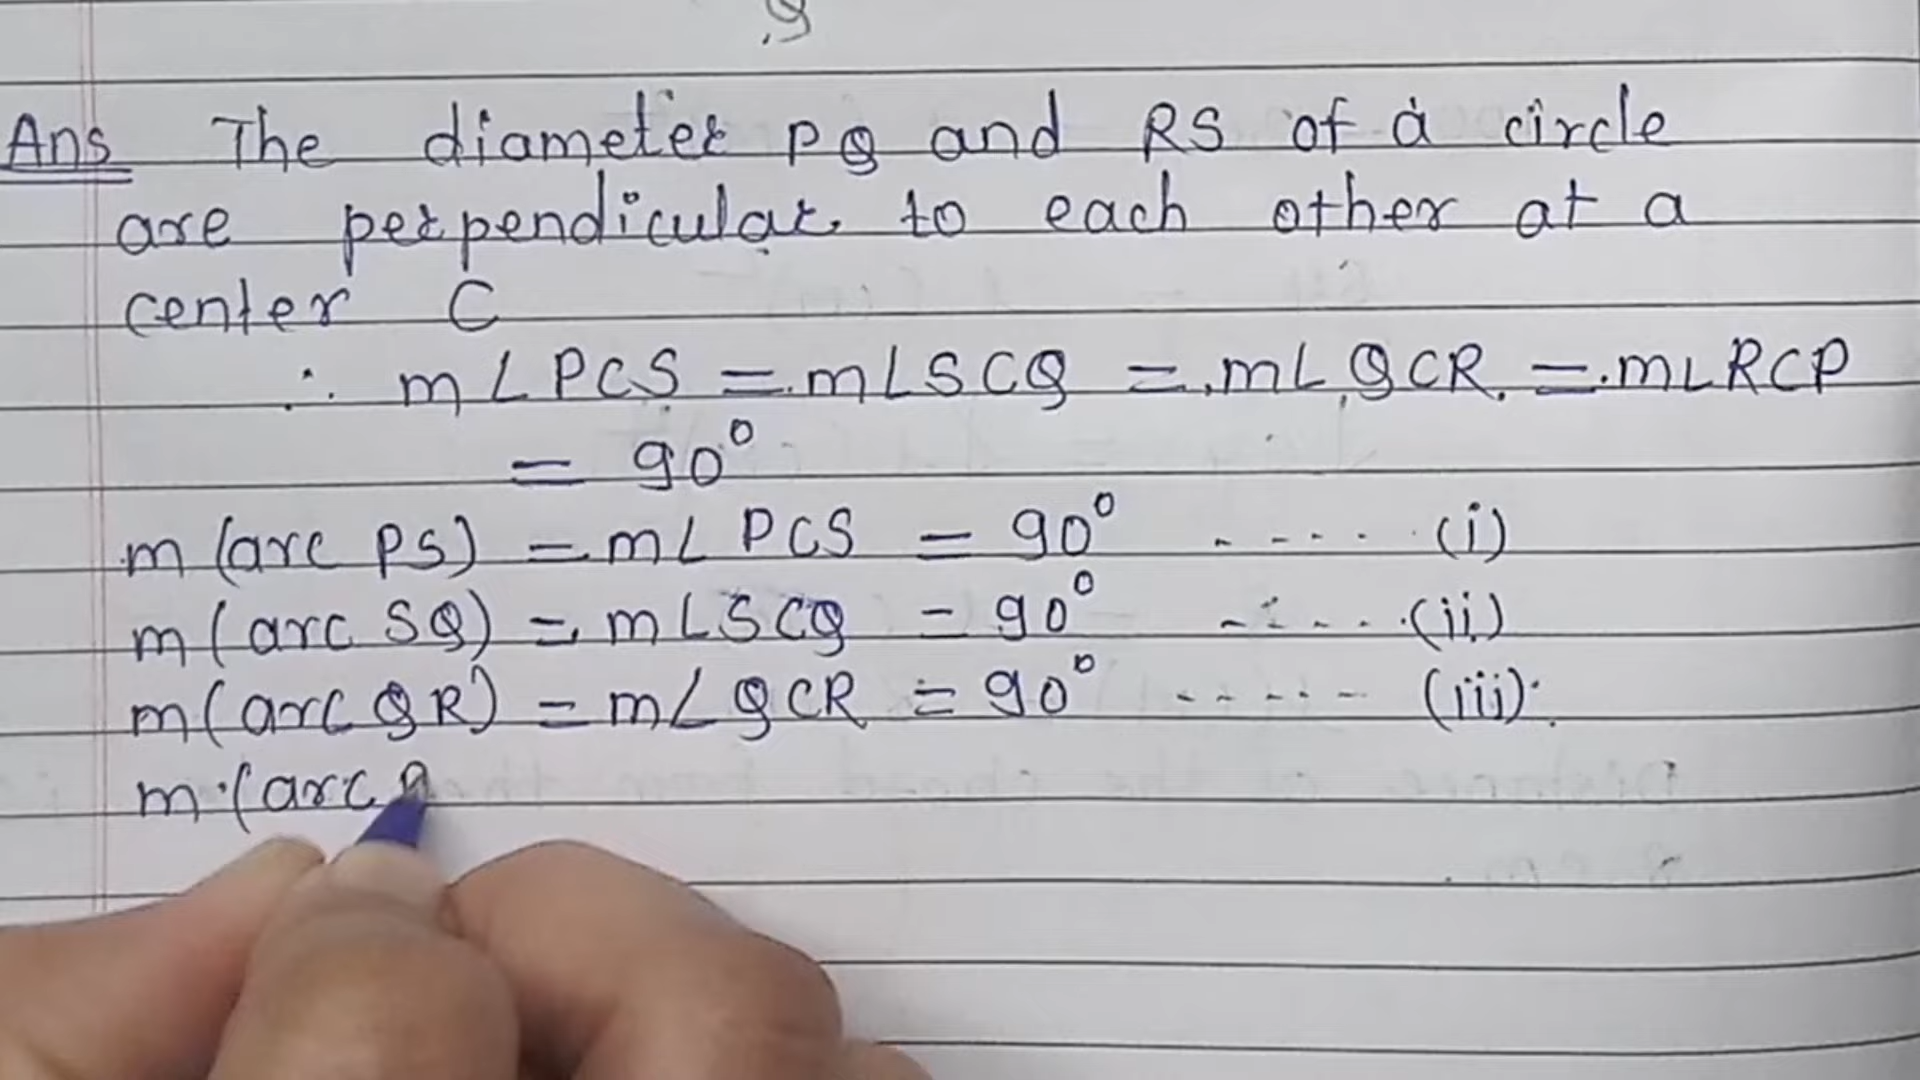 Q
Ans The diameter PQ and RS of a circle
are perpendicular to each other at a
center C
∴ m∠PCS = m∠SCQ = m∠QCR = m∠RCP
= 90°
m (arc PS) = m∠PCS = 90° ..... (i)
m (arc SQ) = m∠SCQ = 90° ..... (ii)
m (arc QR) = m∠QCR = 90° ...... (iii)
m (arc